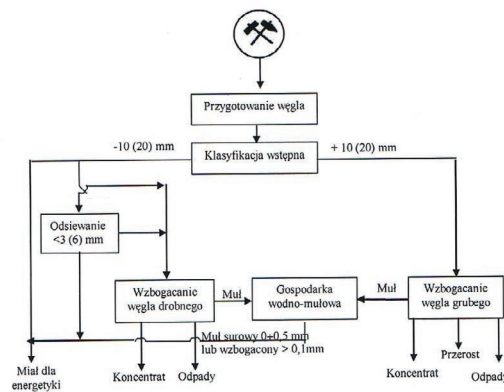 Przygotowanie węgla
-10 (20) mm
Klasyfikacja wstępna
+ 10 (20) mm
Odsiewanie
<3 (6) mm
Wzbogacanie
węgla drobnego
Muł
Gospodarka
wodno-mułowa
Muł
Wzbogacanie
węgla grubego
Muł surowy 0÷0,5 mm
lub wzbogacony > 0,1mm
Miał dla
energetyki
Koncentrat
Odpady
Koncentrat
Przerost
Odpady